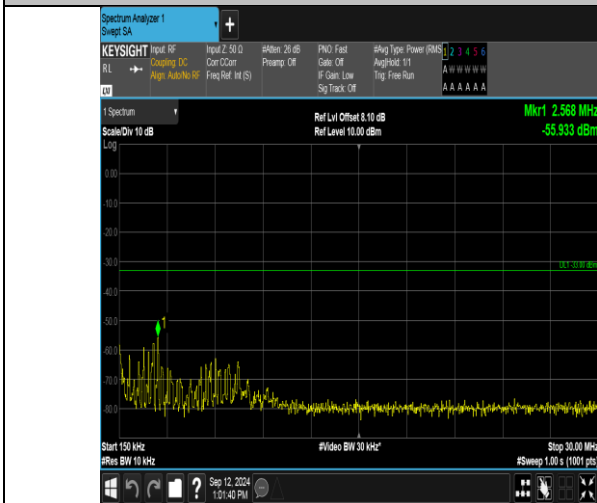 Spectrum Analyzer 1
Swept SA
+
KEYSIGHT Input: RF Input Z: 50 Ω #Atten: 26 dB PNO: Fast #Avg Type: Power (RMS 1 2 3 4 5 6
RL Coupling: DC Corr CCorr Preamp: Off Gate: Off Avg|Hold: 1/1 A W W W W W
Align: Auto/No RF Freq Ref: Int (S) IF Gain: Low Trig: Free Run
Sig Track: Off A A A A A A
1 Spectrum Ref Lvl Offset 8.10 dB Mkr1 2.568 MHz
Scale/Div 10 dB Ref Level 10.00 dBm -55.933 dBm
Log
0.00
-10.0
-20.0
-30.0
DL1 -33.00 dBm
-40.0
-50.0
1
-60.0
-70.0
-80.0
Start 150 kHz #Video BW 30 kHz* Stop 30.00 MHz
#Res BW 10 kHz #Sweep 1.00 s (1001 pts)
? Sep 12, 2024
1:01:40 PM